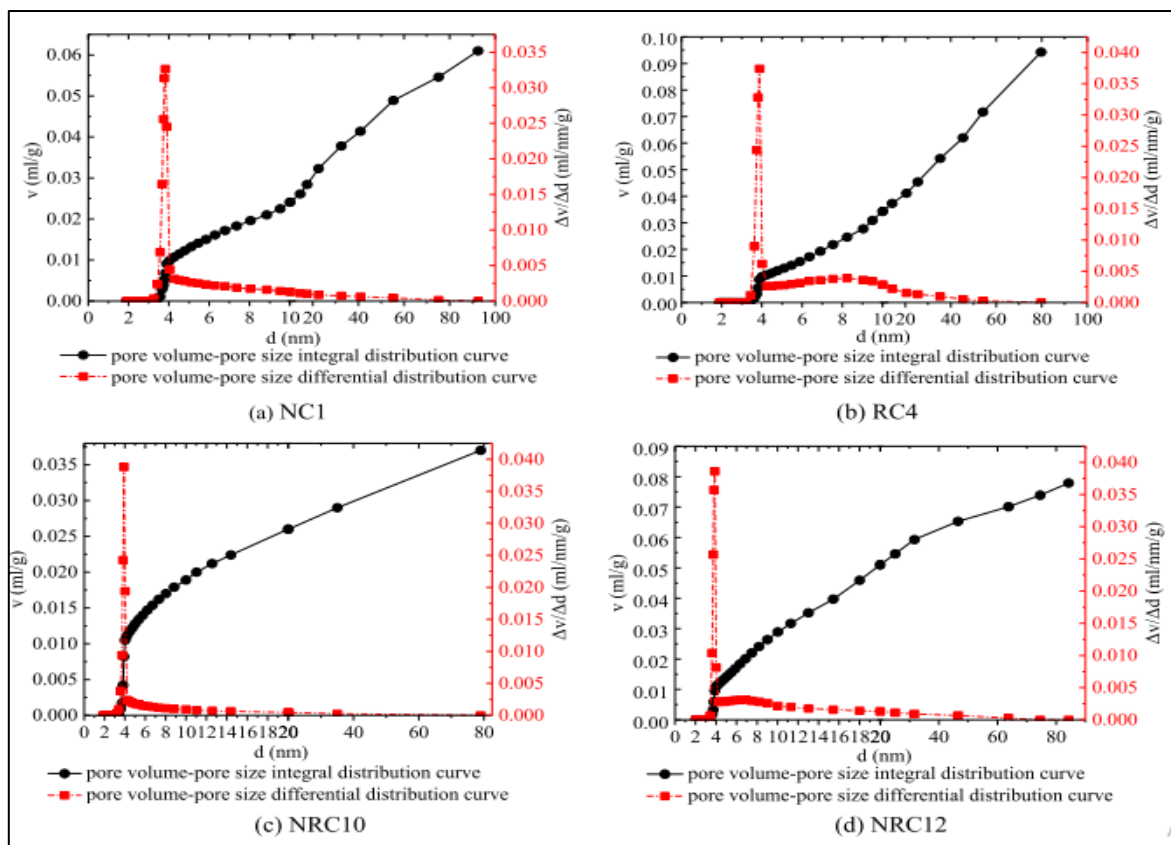 0.06
0.05
0.04
0.03
0.02
0.01
0.00
v (ml/g)
0.035
0.030
0.025
0.020
0.015
0.010
0.005
0.000
Δv/Δd (ml/nm/g)
0 2 4 6 8 10 20 40 60 80 100
d (nm)
pore volume-pore size integral distribution curve
pore volume-pore size differential distribution curve
(a) NC1
0.10
0.09
0.08
0.07
0.06
0.05
0.04
0.03
0.02
0.01
0.00
v (ml/g)
0.040
0.035
0.030
0.025
0.020
0.015
0.010
0.005
0.000
Δv/Δd (ml/nm/g)
0 2 4 6 8 10 20 40 60 80 100
d (nm)
pore volume-pore size integral distribution curve
pore volume-pore size differential distribution curve
(b) RC4
0.035
0.030
0.025
0.020
0.015
0.010
0.005
0.000
v (ml/g)
0.040
0.035
0.030
0.025
0.020
0.015
0.010
0.005
0.000
Δv/Δd (ml/nm/g)
0 2 4 6 8 10 12 14 16 18 20 40 60 80
d (nm)
pore volume-pore size integral distribution curve
pore volume-pore size differential distribution curve
(c) NRC10
0.09
0.08
0.07
0.06
0.05
0.04
0.03
0.02
0.01
0.00
v (ml/g)
0.040
0.035
0.030
0.025
0.020
0.015
0.010
0.005
0.000
Δv/Δd (ml/nm/g)
0 2 4 6 8 10 12 14 16 18 20 40 60 80
d (nm)
pore volume-pore size integral distribution curve
pore volume-pore size differential distribution curve
(d) NRC12